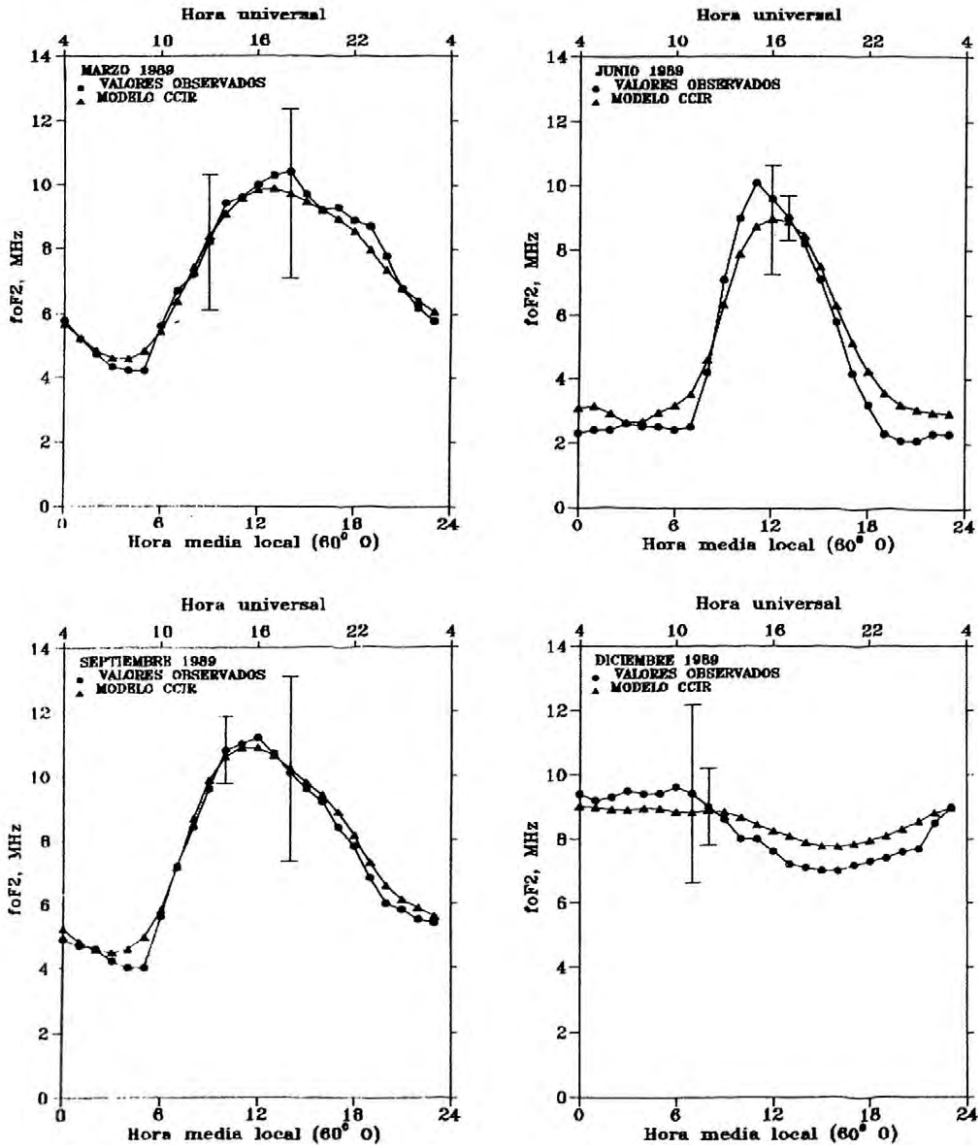 Hora universal
4 10 17 22 4
14
12
10
8
6
4
2
0
foF2, MHz
MARZO 1989
VALORES OBSERVADOS
MODELO CCIR
0 6 12 18 24
Hora media local (60° O)
Hora universal
4 10 16 22 4
14
12
10
8
6
4
2
0
foF2, MHz
JUNIO 1989
VALORES OBSERVADOS
MODELO CCIR
0 6 12 18 24
Hora media local (60° O)
Hora universal
4 10 16 22 4
14
12
10
8
6
4
2
0
foF2, MHz
SEPTIEMBRE 1989
VALORES OBSERVADOS
MODELO CCIR
0 6 12 18 24
Hora media local (60° O)
Hora universal
4 10 16 22 4
14
12
10
8
6
4
2
0
foF2, MHz
DICIEMBRE 1989
VALORES OBSERVADOS
MODELO CCIR
0 6 12 18 24
Hora media local (60° O)